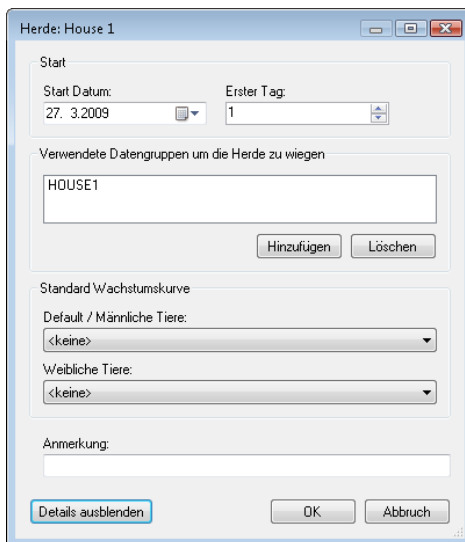 Herde: House 1
Start
Start Datum: Erster Tag:
27. 3.2009 1
Verwendete Datengruppen um die Herde zu wiegen
HOUSE1
Hinzufügen Löschen
Standard Wachstumskurve
Default / Männliche Tiere:
<keine>
Weibliche Tiere:
<keine>
Anmerkung:
Details ausblenden OK Abbruch